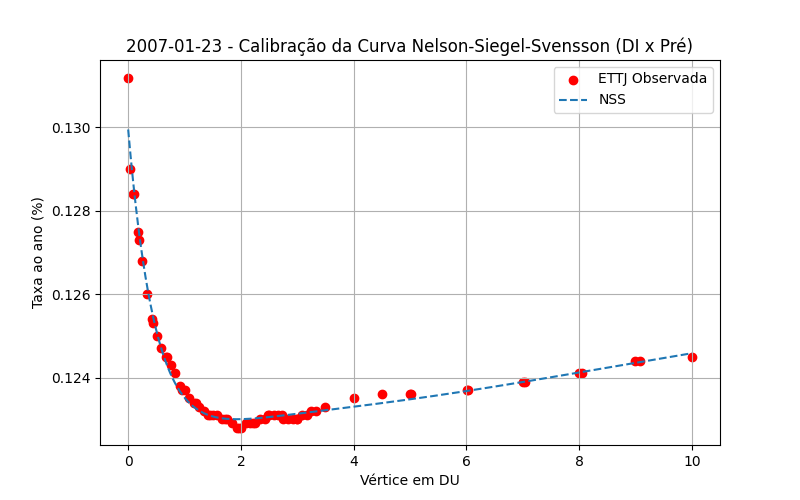 2007-01-23 - Calibração da Curva Nelson-Siegel-Svensson (DI x Pré)
ETTJ Observada
NSS
Taxa ao ano (%)
0.130
0.128
0.126
0.124
0 2 4 6 8 10
Vértice em DU